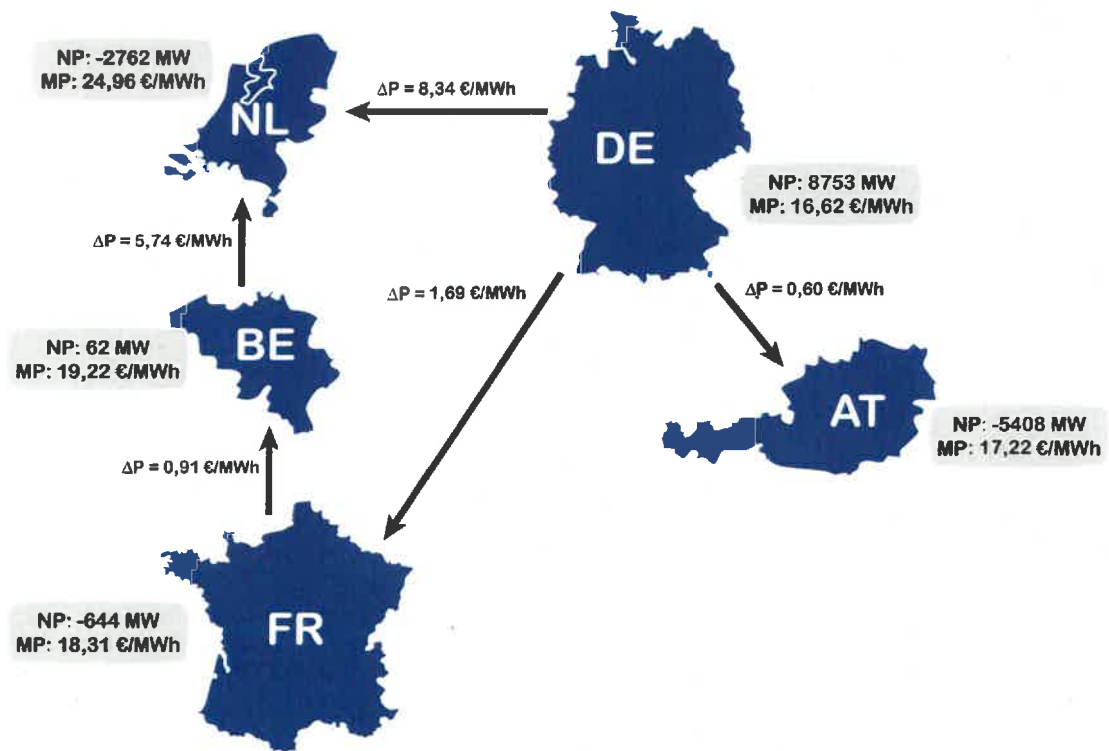 NP: -2762 MW
MP: 24,96 €/MWh
NL
ΔP = 8,34 €/MWh
DE
NP: 8753 MW
MP: 16,62 €/MWh
ΔP = 5,74 €/MWh
ΔP = 1,69 €/MWh
ΔP = 0,60 €/MWh
NP: 62 MW
MP: 19,22 €/MWh
BE
AT
NP: -5408 MW
MP: 17,22 €/MWh
ΔP = 0,91 €/MWh
NP: -644 MW
MP: 18,31 €/MWh
FR